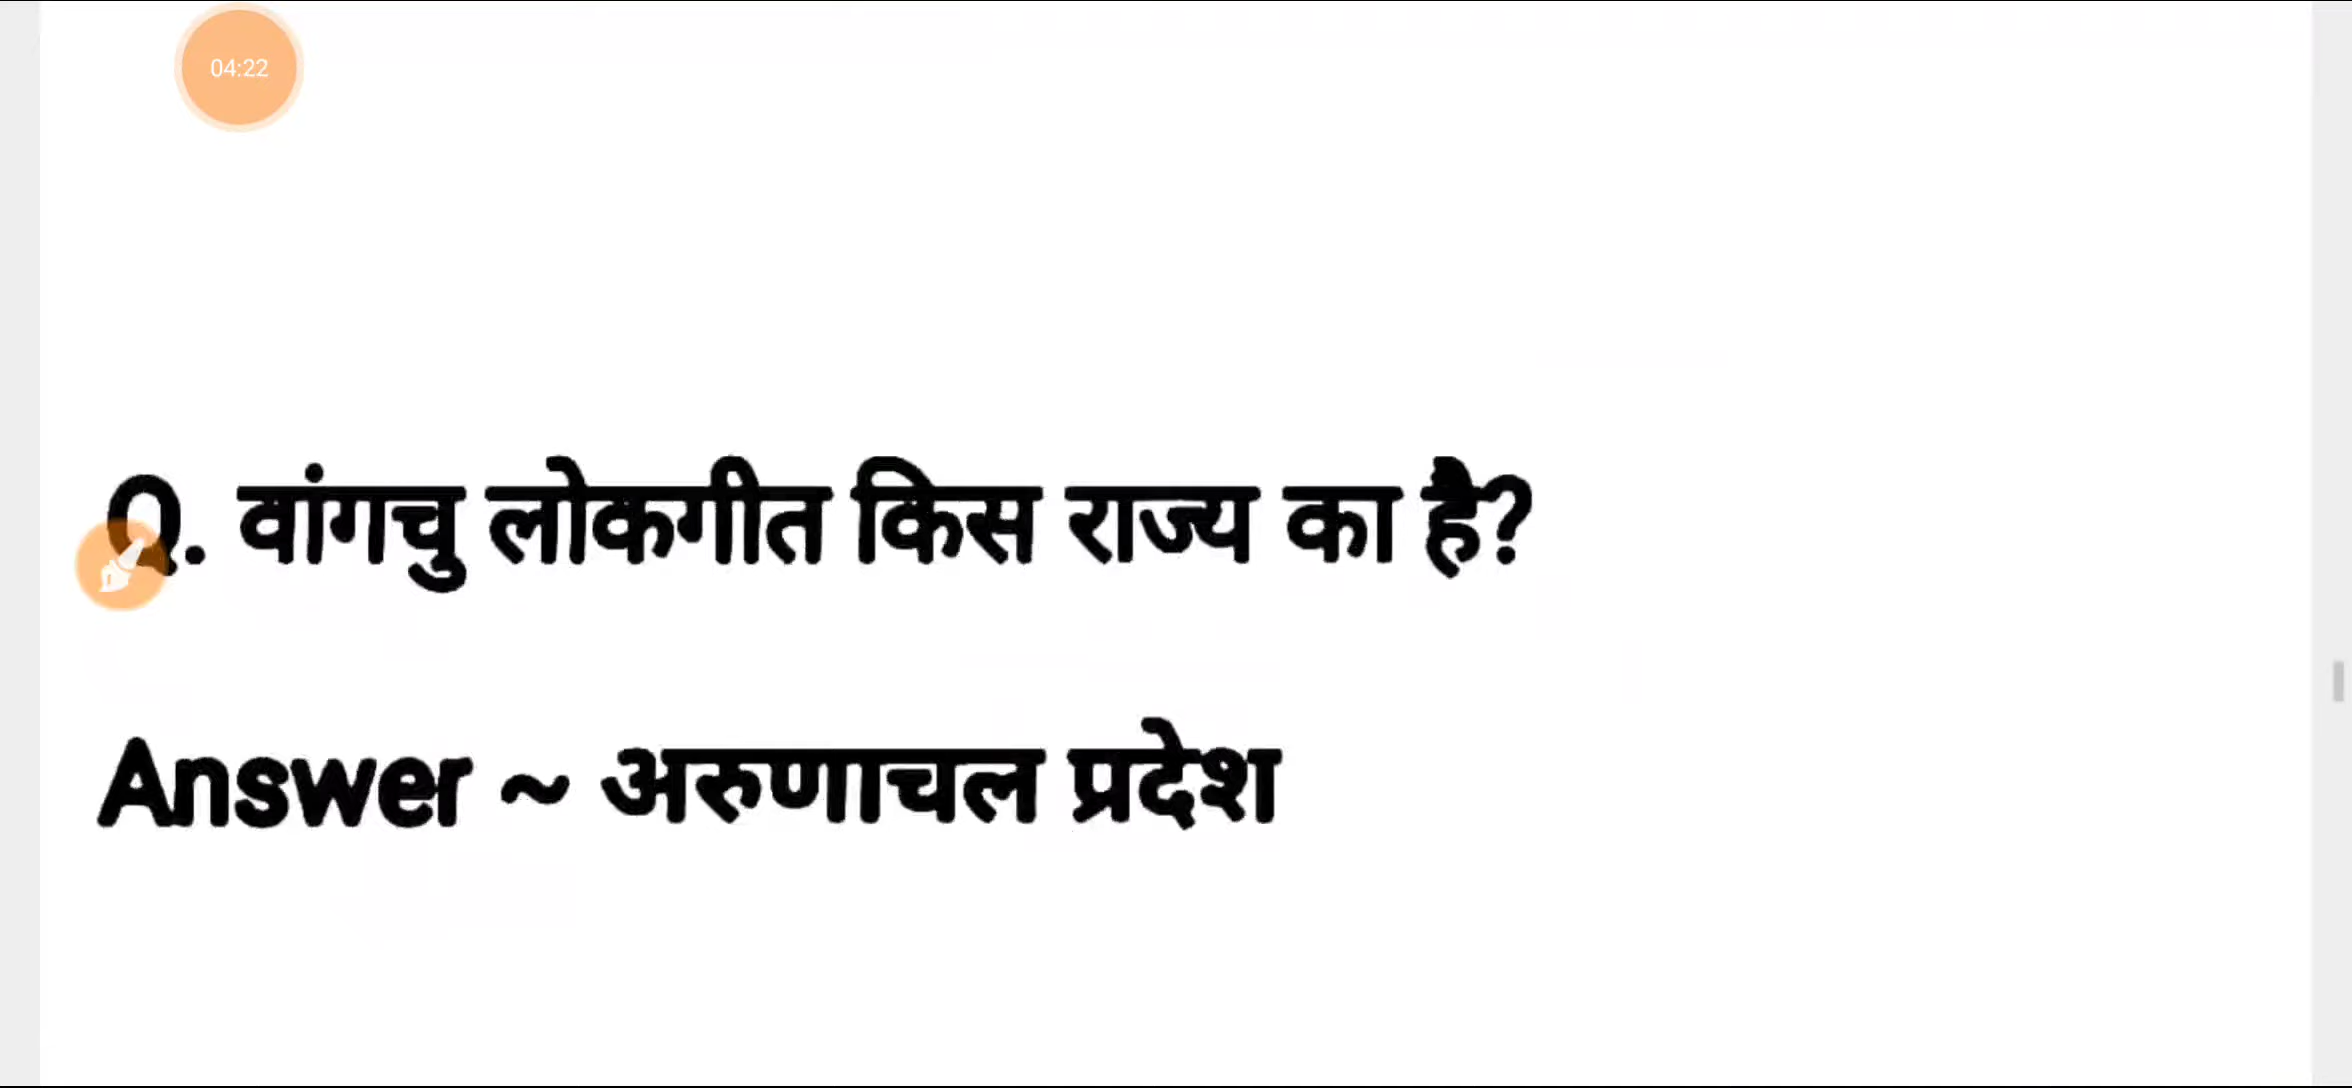 04:22
Q. वांगचु लोकगीत किस राज्य का है?
Answer ~ अरुणाचल प्रदेश